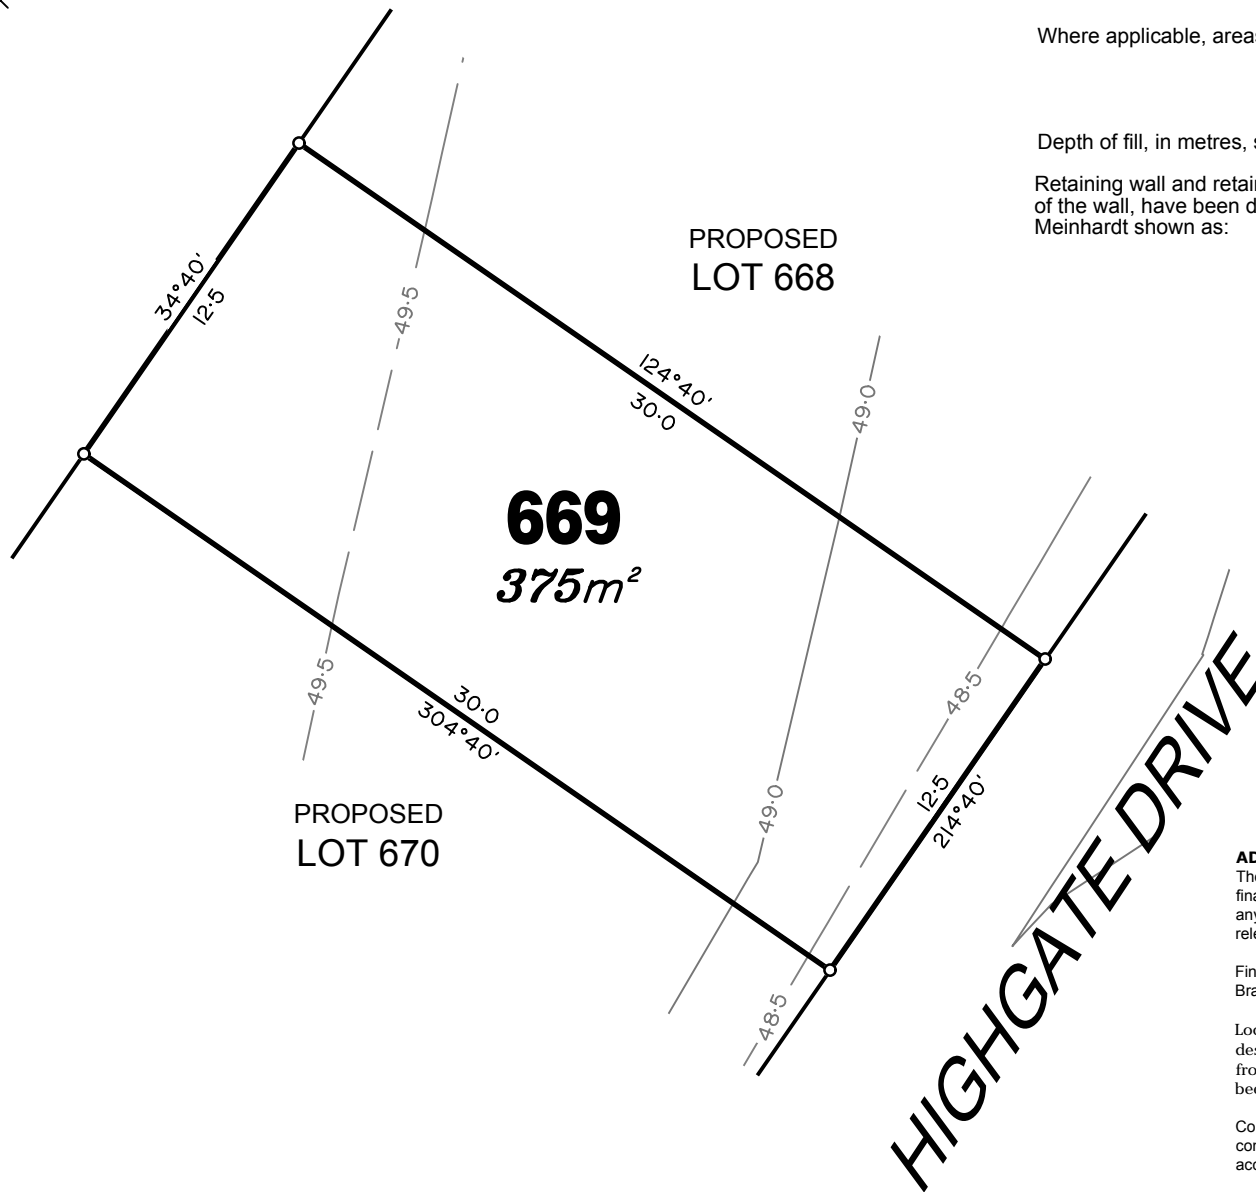 Where applicable, areas
Depth of fill, in metres,
Retaining wall and
of the wall, have been
Meinhardt shown as:
PROPOSED
LOT 668
34°40'
12·5
49·5
124°40'
30·0
49·0
669
375m²
49·5
30·0
304°40'
48·5
12·5
214°40'
49·0
PROPOSED
LOT 670
48·5
HIGHGATE DRIVE
any